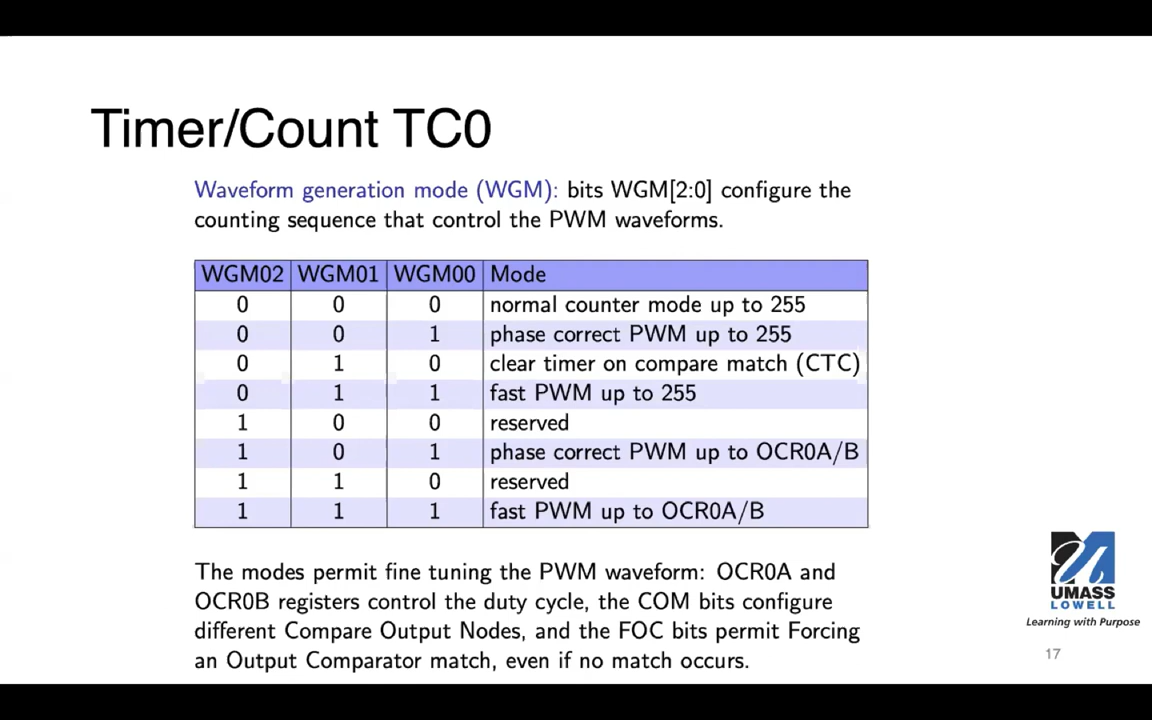 Timer/Count TC0
Waveform generation mode (WGM): bits WGM[2:0] configure the
counting sequence that control the PWM waveforms.
WGM02 WGM01 WGM00 Mode
0 0 0 normal counter mode up to 255
0 0 1 phase correct PWM up to 255
0 1 0 clear timer on compare match (CTC)
0 1 1 fast PWM up to 255
1 0 0 reserved
1 0 1 phase correct PWM up to OCR0A/B
1 1 0 reserved
1 1 1 fast PWM up to OCR0A/B
The modes permit fine tuning the PWM waveform: OCR0A and
OCR0B registers control the duty cycle, the COM bits configure
different Compare Output Nodes, and the FOC bits permit Forcing
an Output Comparator match, even if no match occurs.
UMASS
LOWELL
Learning with Purpose
17